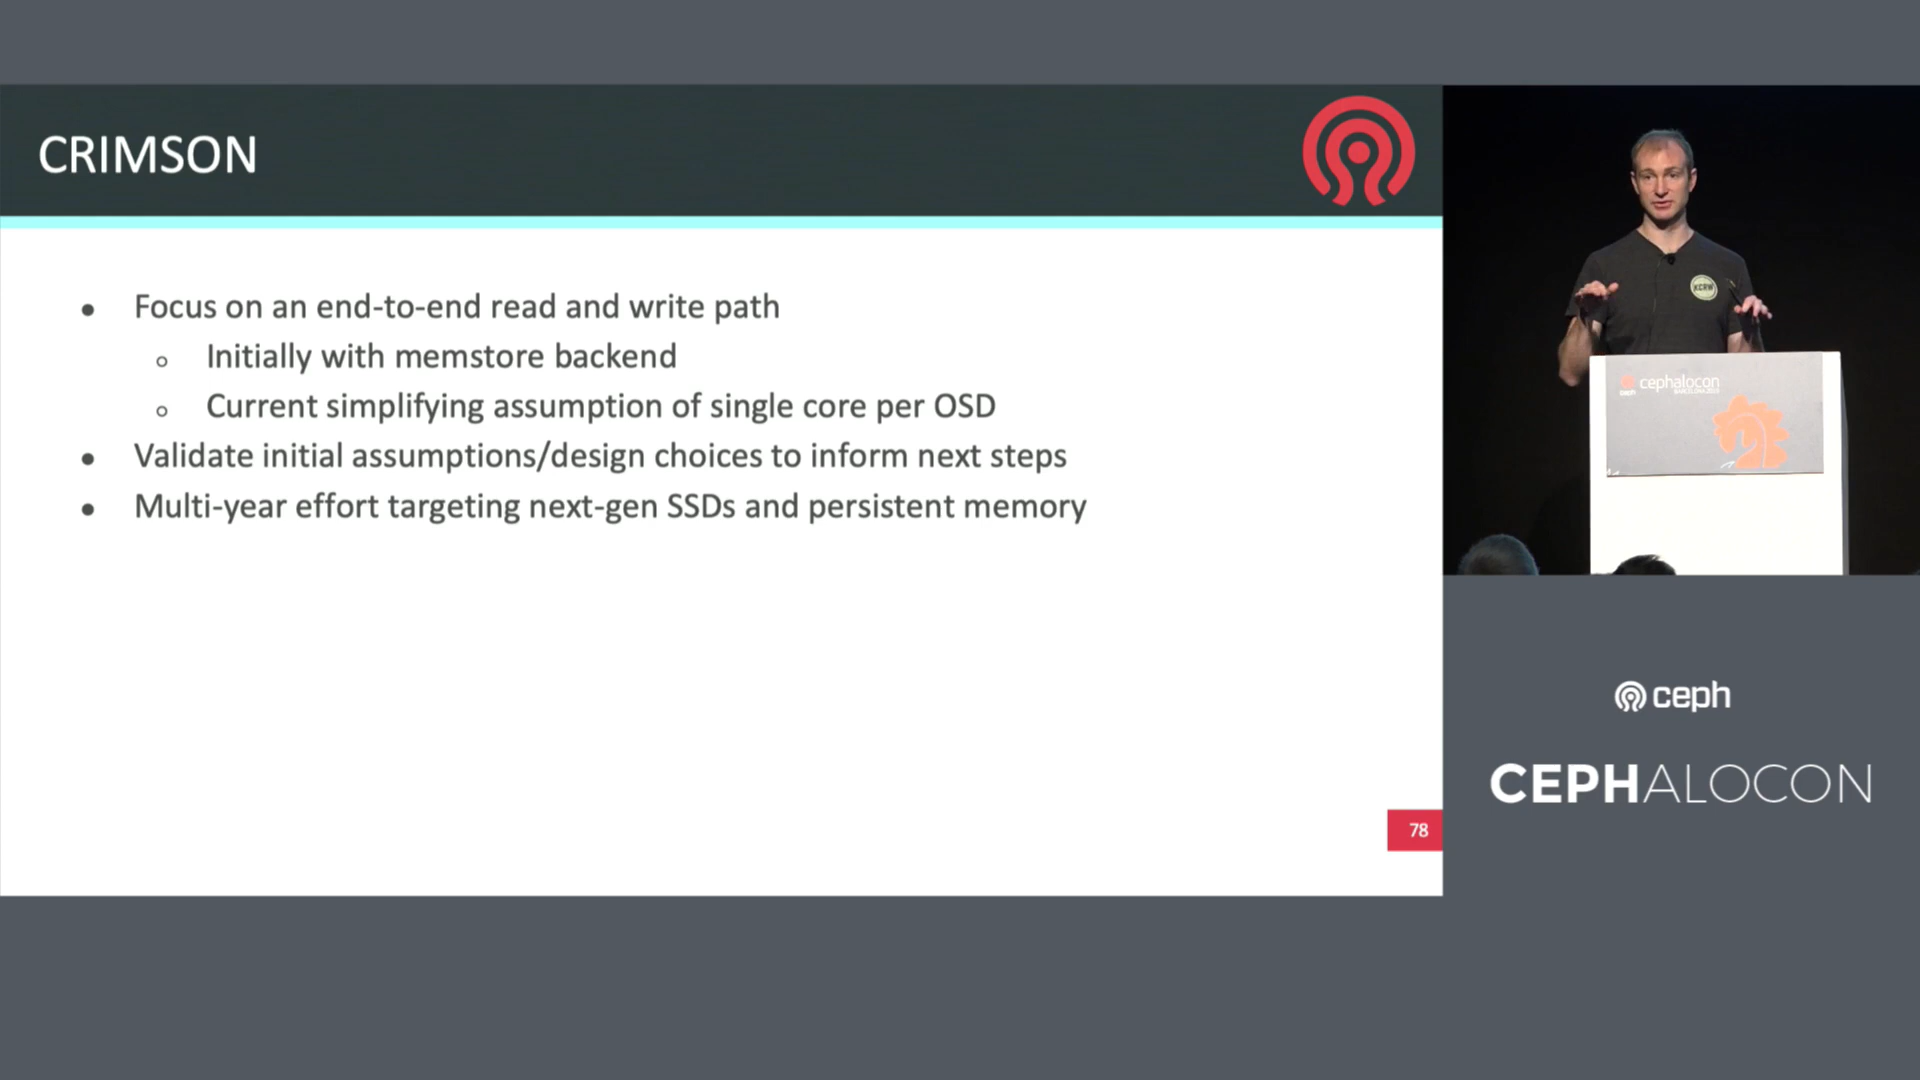 CRIMSON
Focus on an end-to-end read and write path
Initially with memstore backend
Current simplifying assumption of single core per OSD
Validate initial assumptions/design choices to inform next steps
Multi-year effort targeting next-gen SSDs and persistent memory
78
KCRW
cephalocon
ceph
CEPHALOCON